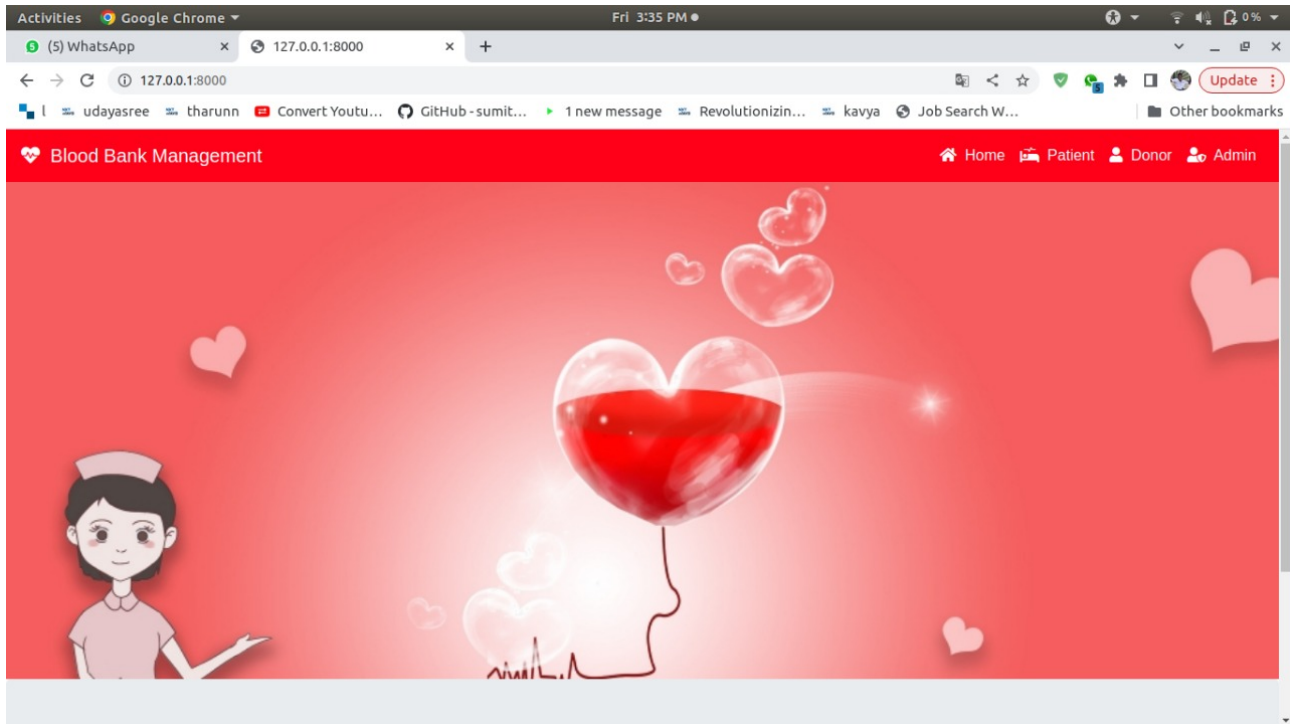 Activities Google Chrome Fri 3:35 PM 0 %
(5) WhatsApp 127.0.0.1:8000
127.0.0.1:8000 5 Update
l udayasree tharunn Convert Youtu... GitHub - sumit... 1 new message Revolutionizin... kavya Job Search W... Other bookmarks
Blood Bank Management Home Patient Donor Admin